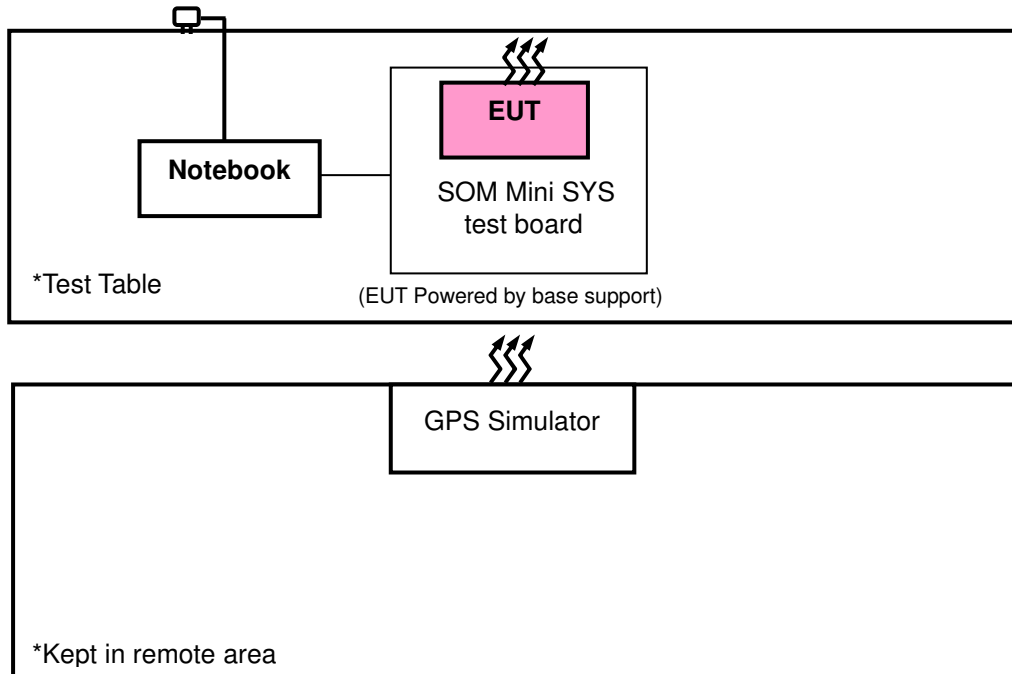 EUT
Notebook
SOM Mini SYS
test board
*Test Table
(EUT Powered by base support)
GPS Simulator
*Kept in remote area